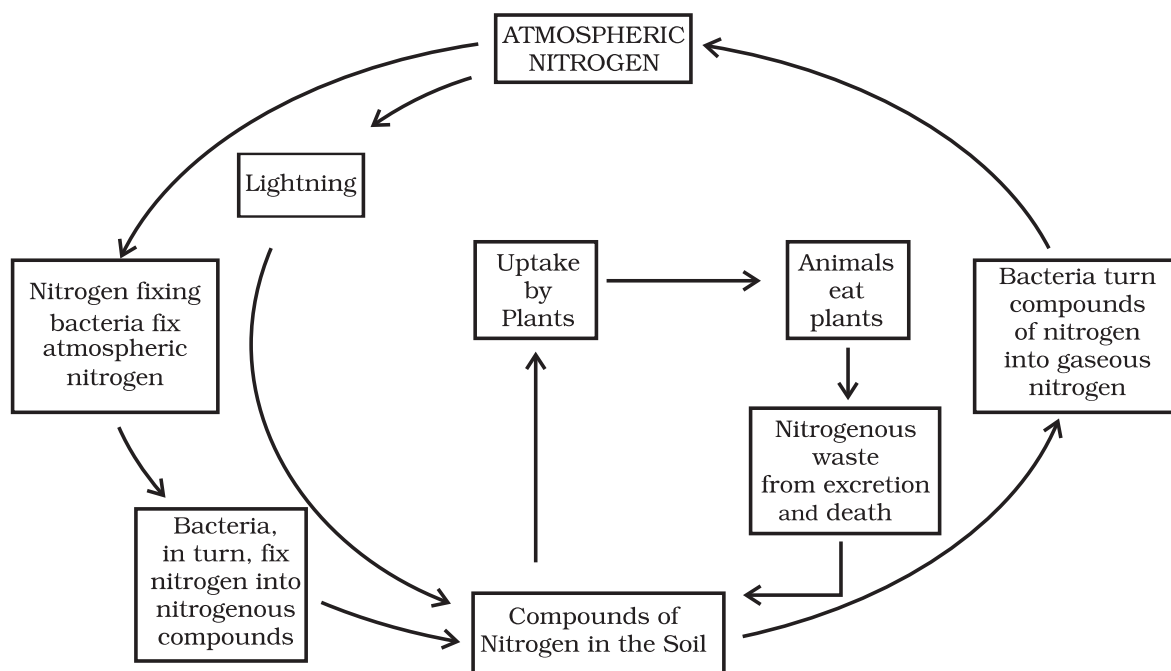 ATMOSPHERIC
NITROGEN
Lightning
Nitrogen fixing
bacteria fix
atmospheric
nitrogen
Uptake
by
Plants
Animals
eat
plants
Bacteria turn
compounds
of nitrogen
into gaseous
nitrogen
Nitrogenous
waste
from excretion
and death
Bacteria,
in turn, fix
nitrogen into
nitrogenous
compounds
Compounds of
Nitrogen in the Soil